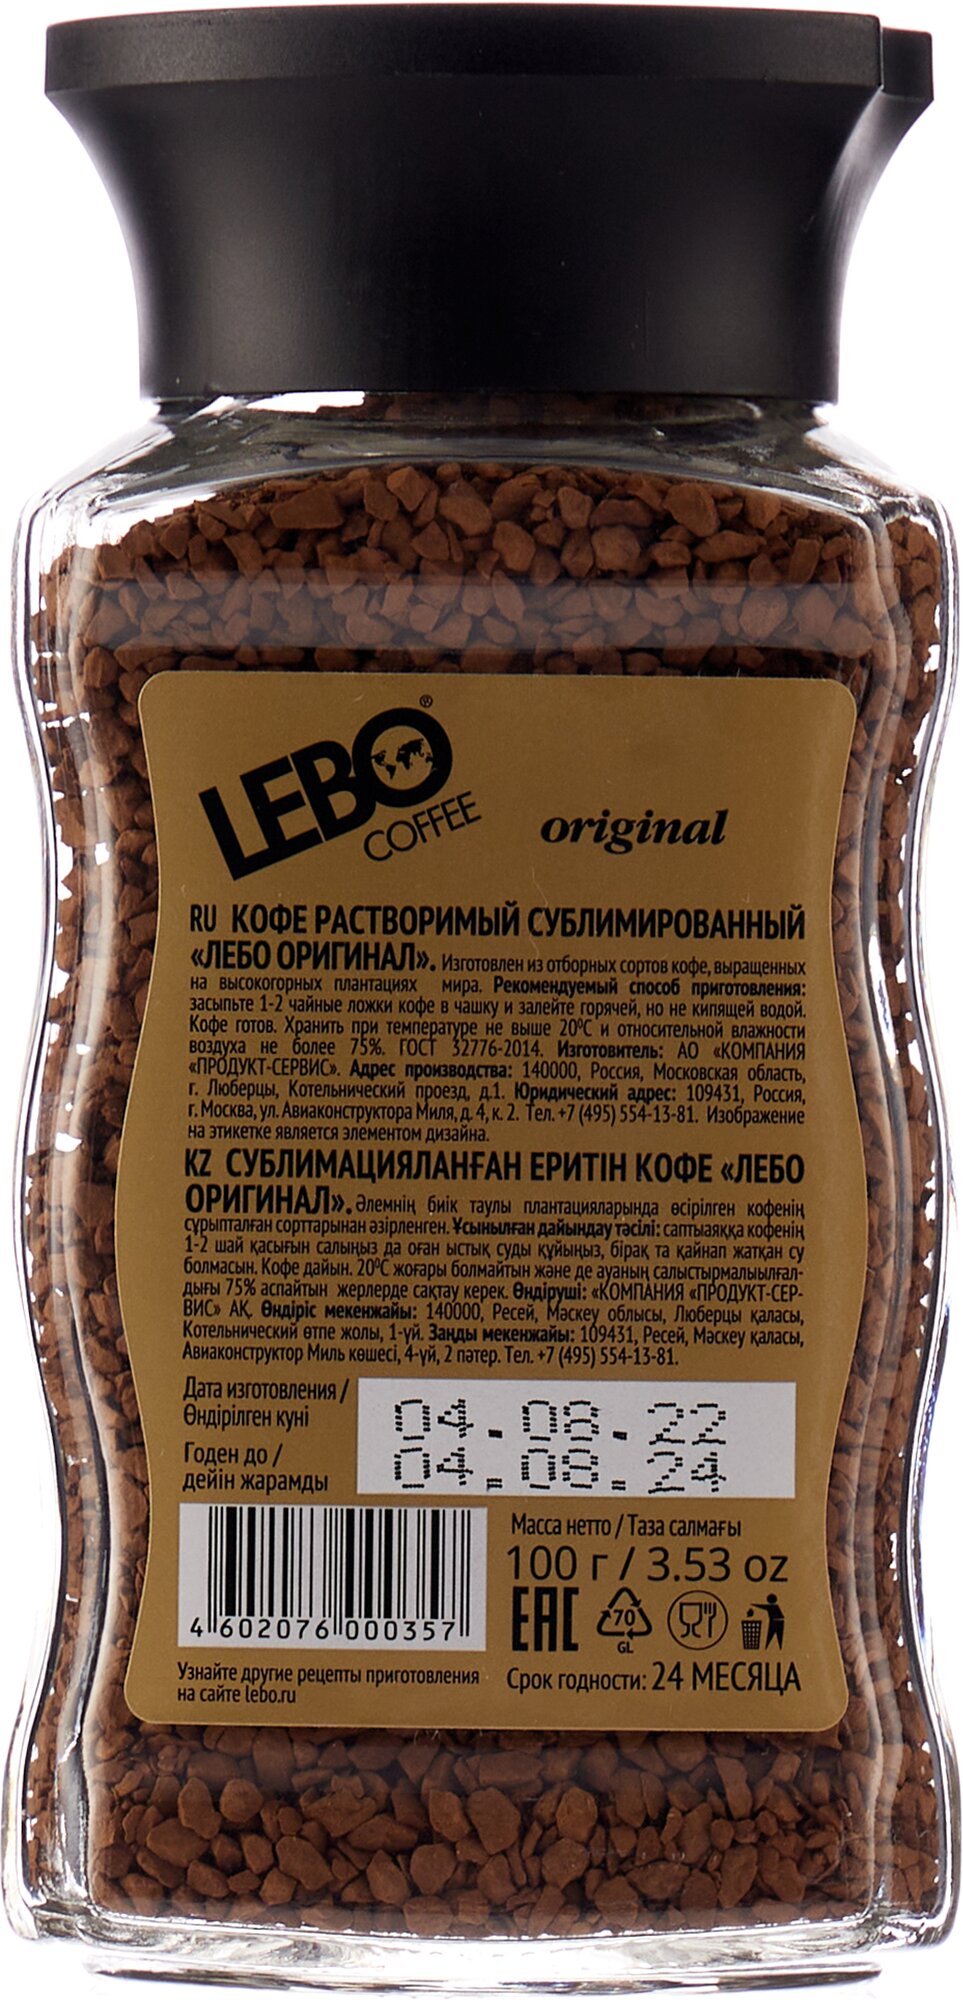 LEBO®
COFFEE
original
RU КОФЕ РАСТВОРИМЫЙ СУБЛИМИРОВАННЫЙ
«ЛЕБО ОРИГИНАЛ». Изготовлен из отборных сортов кофе, выращенных
на высокогорных плантациях мира. Рекомендуемый способ приготовления:
засыпьте 1-2 чайные ложки кофе в чашку и залейте горячей, но не кипящей водой.
Кофе готов. Хранить при температуре не выше 20⁰С и относительной влажности
воздуха не более 75%. ГОСТ 32776-2014. Изготовитель: АО «КОМПАНИЯ
«ПРОДУКТ-СЕРВИС». Адрес производства: 140000, Россия, Московская область,
г. Люберцы, Котельнический проезд, д.1. Юридический адрес: 109431, Россия,
г. Москва, ул. Авиаконструктора Миля, д. 4, к. 2. Тел. +7 (495) 554-13-81. Изображение
на этикетке является элементом дизайна.
KZ СУБЛИМАЦИЯЛАНҒАН ЕРИТІН КОФЕ «ЛЕБО
ОРИГИНАЛ». Әлемнің биік таулы плантацияларында өсірілген кофенің
сұрыпталған сорттарынан әзірленген. Ұсынылған дайындау тәсілі: саптыаяққа кофенің
1-2 шай қасығын салыңыз да оған ыстық суды құйыңыз, бірақ та қайнап жатқан су
болмасын. Кофе дайын. 20⁰С жоғары болмайтын және де ауаның салыстырмалыылғал-
дығы 75% аспайтын жерлерде сақтау керек. Өндіруші: «КОМПАНИЯ «ПРОДУКТ-СЕР-
ВИС» АҚ. Өндіріс мекенжайы: 140000, Ресей, Мәскеу облысы, Люберцы қаласы,
Котельнический өтпе жолы, 1-үй. Заңды мекенжайы: 109431, Ресей, Мәскеу қаласы,
Авиаконструктор Миль көшесі, 4-үй, 2 пәтер. Тел. +7 (495) 554-13-81.
Дата изготовления /
Өндірілген күні
04.08.22
Годен до /
дейін жарамды
04.08.24
4 602076 000357
Масса нетто / Таза салмағы
100 г / 3.53 oz
EAC
70
GL
Узнайте другие рецепты приготовления
на сайте lebo.ru
Срок годности: 24 МЕСЯЦА